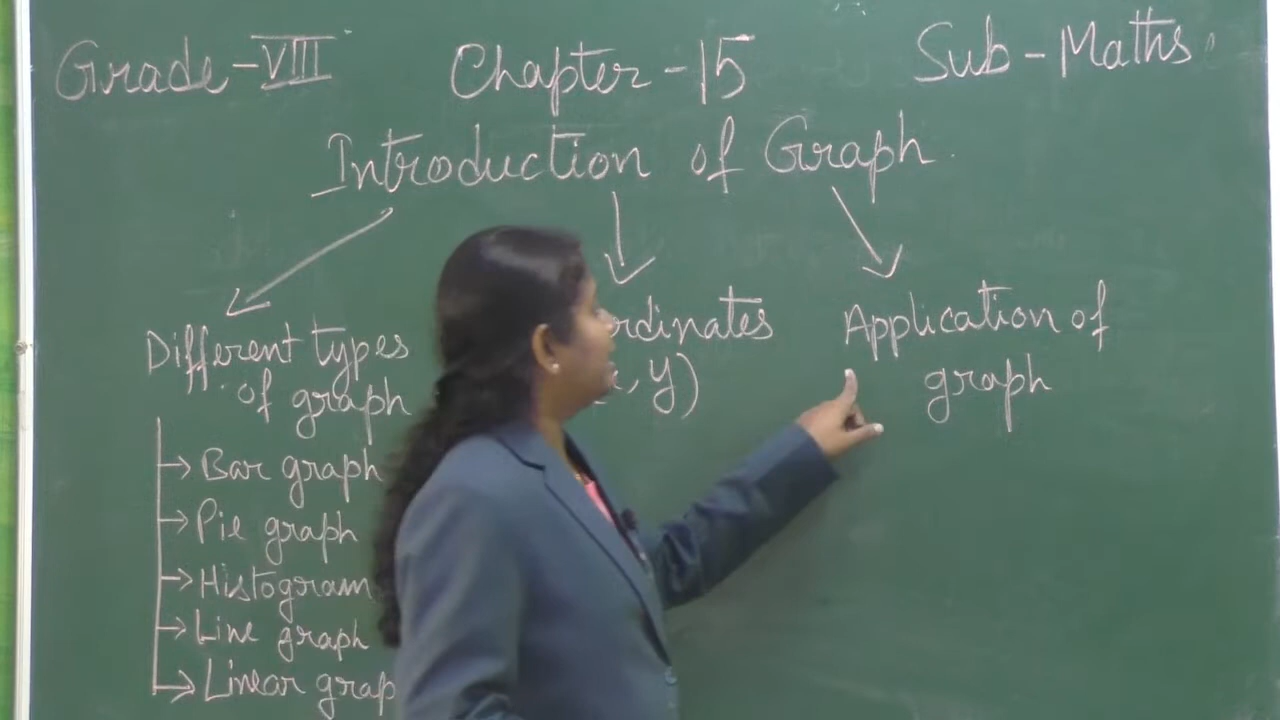 Grade-VIII Chapter-15 Sub-Maths
Introduction of Graph
Different types
of graph
rdinates
, y)
Application of
graph
Bar graph
Pie graph
Histogram
Line graph
Linear grap